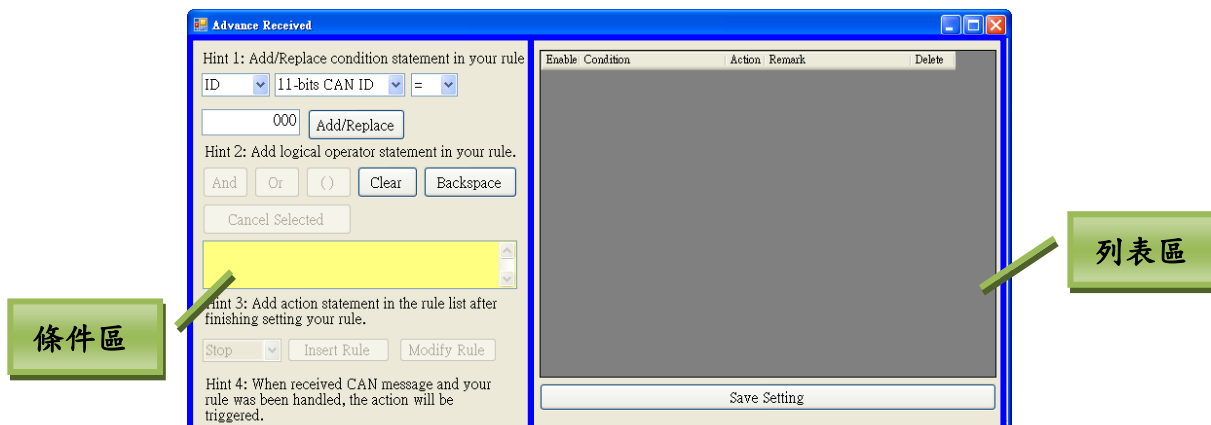 Advance Received
Hint 1: Add/Replace condition statement in your rule
ID 11-bits CAN ID =
000 Add/Replace
Hint 2: Add logical operator statement in your rule.
And Or () Clear Backspace
Cancel Selected
Hint 3: Add action statement in the rule list after
finishing setting your rule.
Stop Insert Rule Modify Rule
Hint 4: When received CAN message and your
rule was been handled, the action will be
triggered.
Enable Condition Action Remark Delete
Save Setting
條件區
列表區